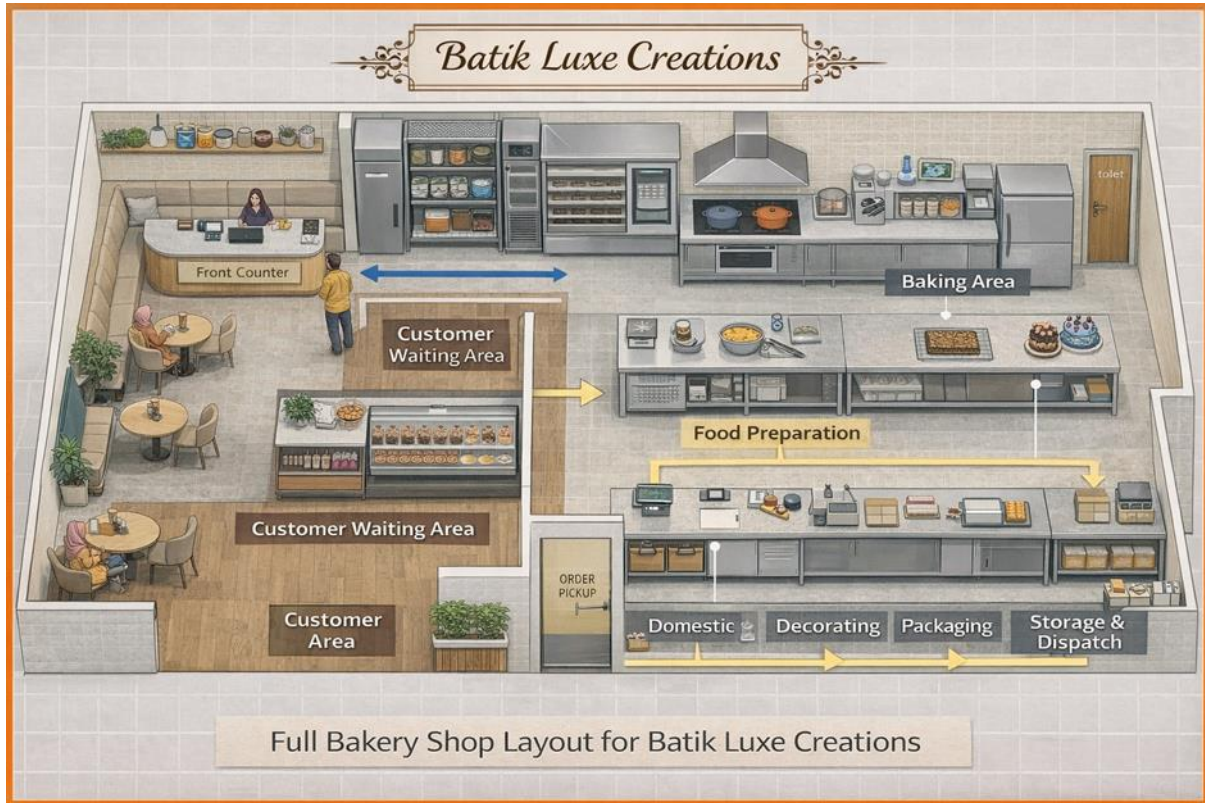 Batik Luxe Creations
tolet
Front Counter
Baking Area
Customer
Waiting Area
Food Preparation
Customer Waiting Area
ORDER
PICKUP
Customer
Area
Domestic
Decorating
Packaging
Storage &
Dispatch
Full Bakery Shop Layout for Batik Luxe Creations